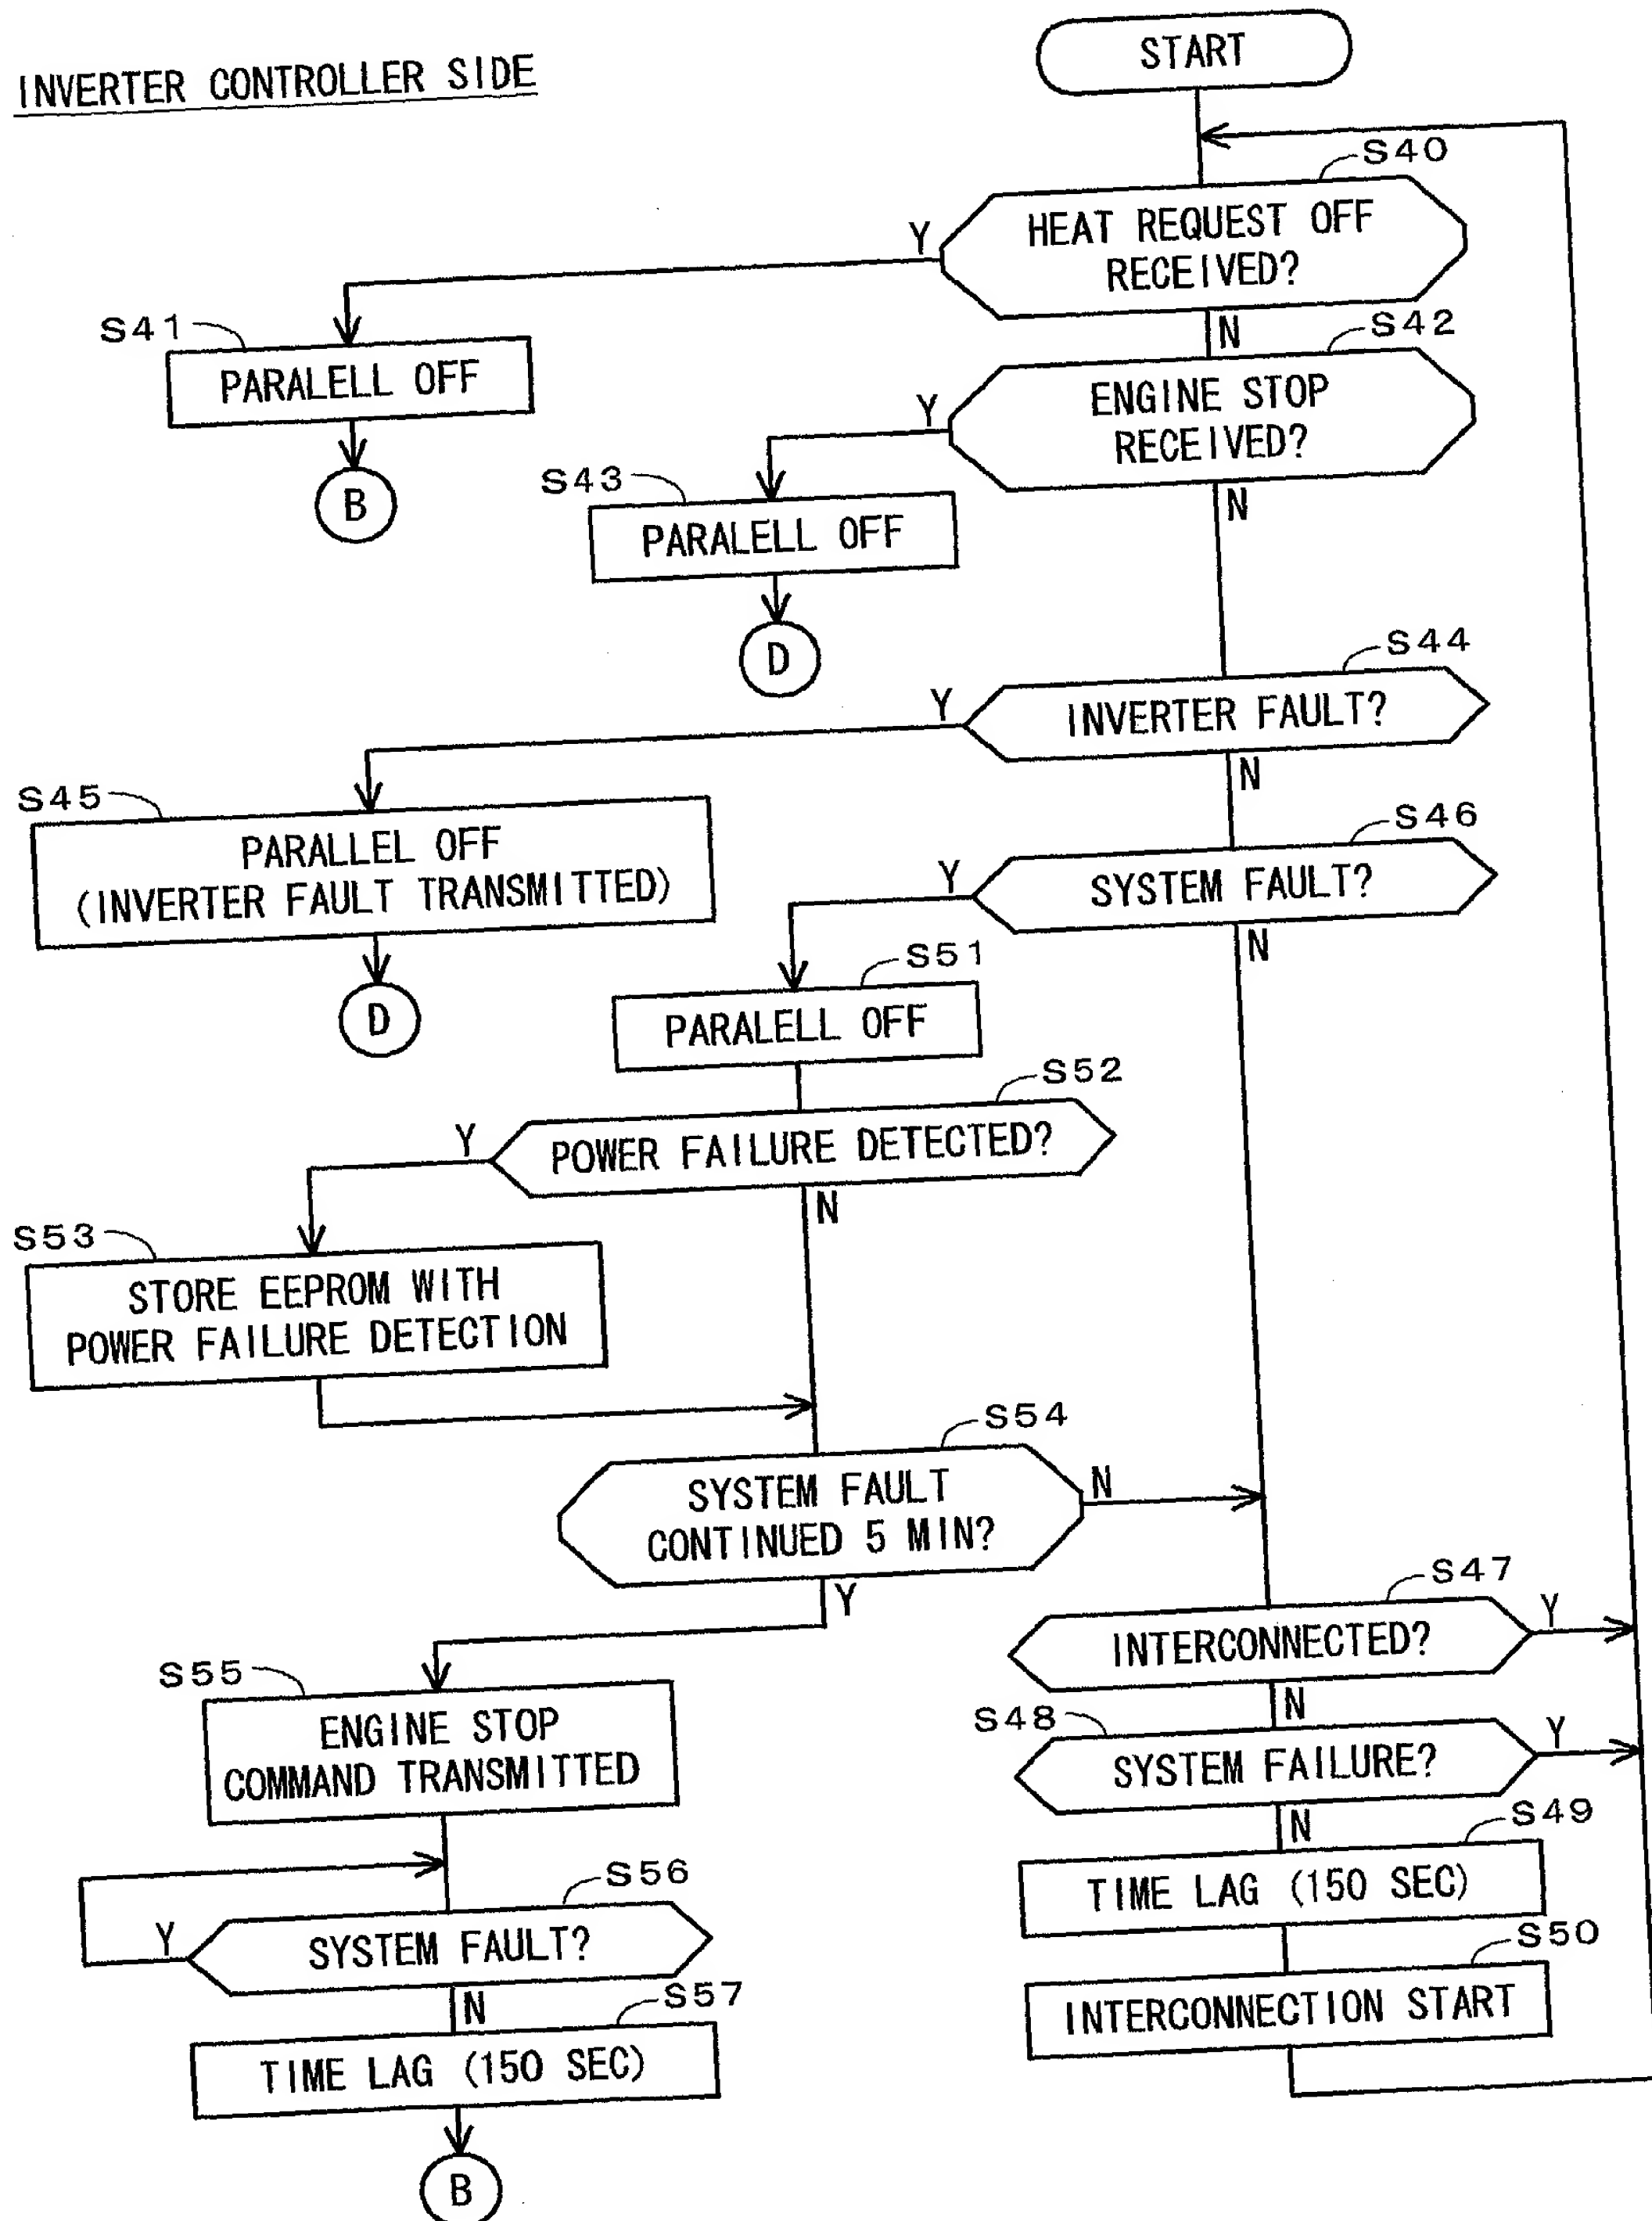 INVERTER CONTROLLER SIDE
START
S40
HEAT REQUEST OFF
RECEIVED?
Y
N
S41
PARALELL OFF
B
S42
ENGINE STOP
RECEIVED?
Y
N
S43
PARALELL OFF
D
S44
INVERTER FAULT?
Y
N
S45
PARALLEL OFF
(INVERTER FAULT TRANSMITTED)
D
S46
SYSTEM FAULT?
Y
N
S51
PARALELL OFF
S52
POWER FAILURE DETECTED?
Y
N
S53
STORE EEPROM WITH
POWER FAILURE DETECTION
S54
SYSTEM FAULT
CONTINUED 5 MIN?
N
Y
S47
INTERCONNECTED?
Y
N
S48
SYSTEM FAILURE?
Y
N
S49
TIME LAG (150 SEC)
S50
INTERCONNECTION START
S55
ENGINE STOP
COMMAND TRANSMITTED
S56
SYSTEM FAULT?
Y
N
S57
TIME LAG (150 SEC)
B